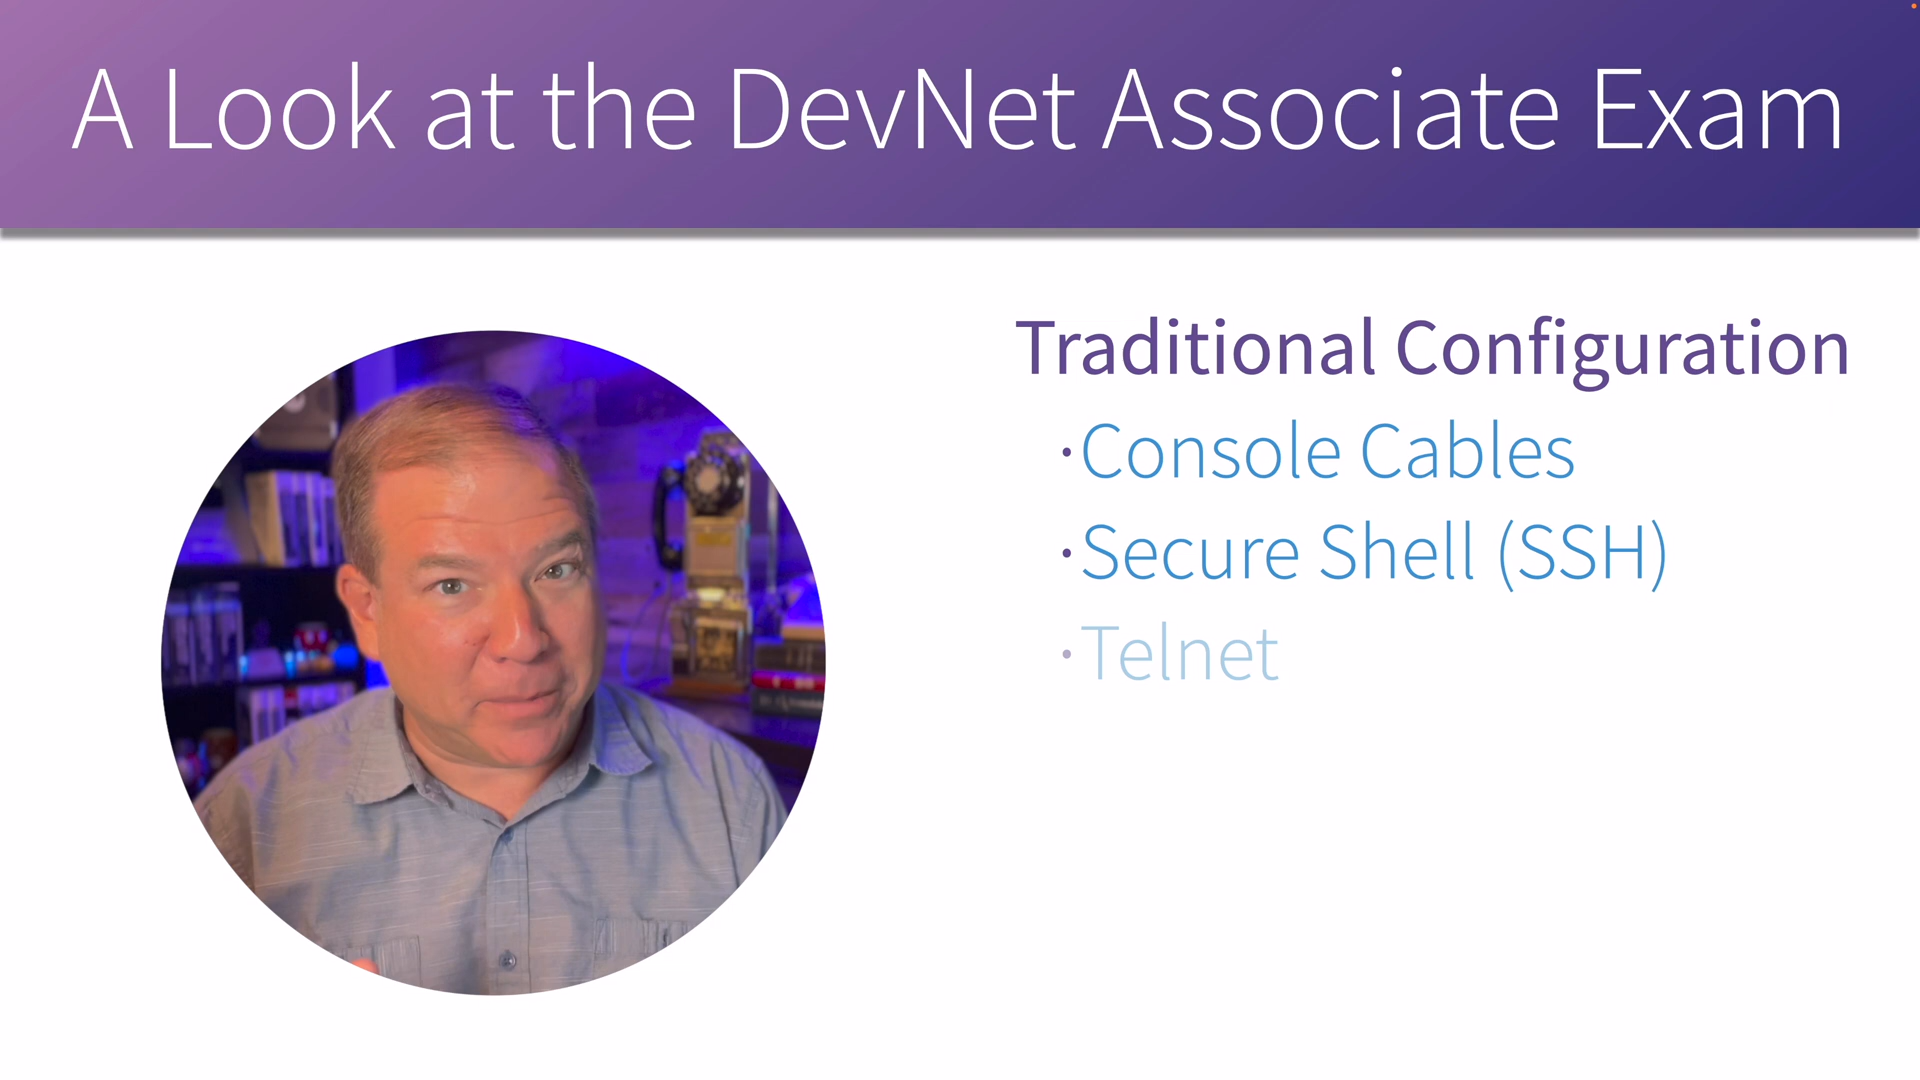 A Look at the DevNet Associate Exam
Traditional Configuration
·Console Cables
·Secure Shell (SSH)
·Telnet